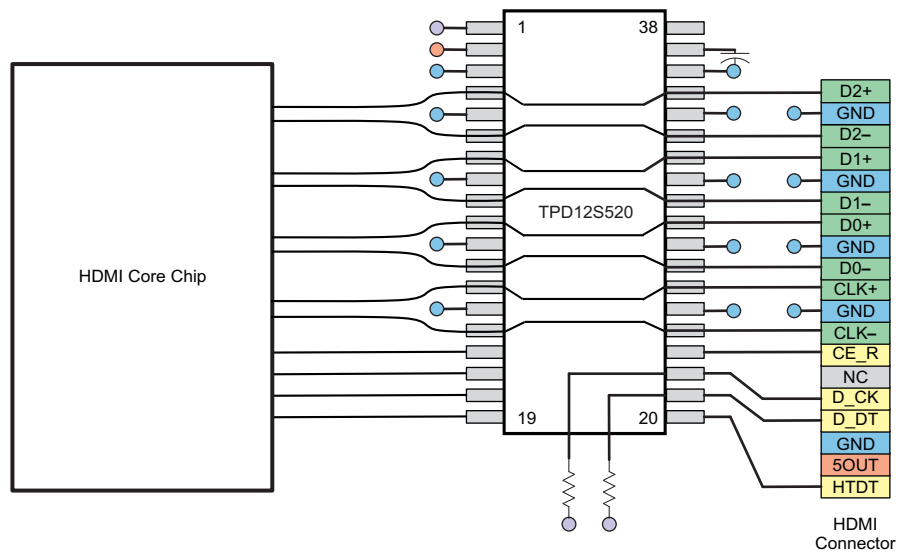 1
38
D2+
GND
D2–
D1+
GND
TPD12S520
D1–
D0+
GND
HDMI Core Chip
D0–
CLK+
GND
CLK–
CE_R
NC
D_CK
19
20
D_DT
GND
5OUT
HTDT
HDMI
Connector